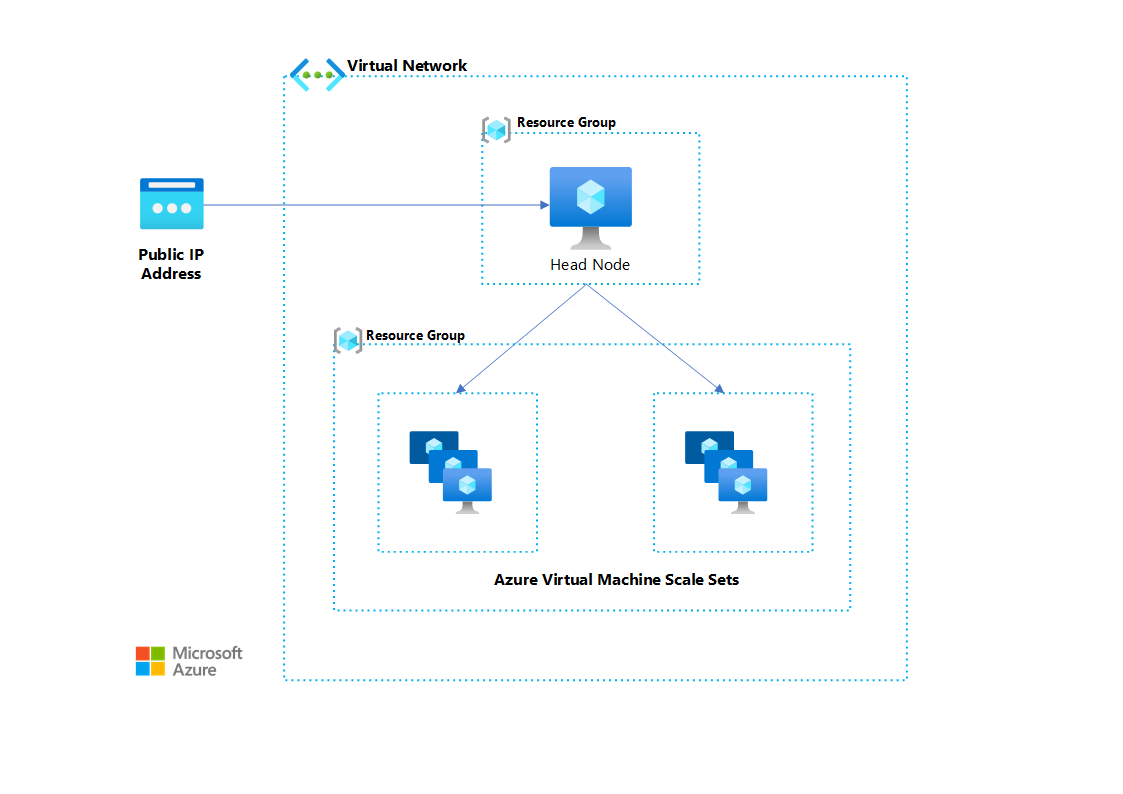 Virtual Network
Resource Group
Public IP
Address
Head Node
Resource Group
Azure Virtual Machine Scale Sets
Microsoft
Azure